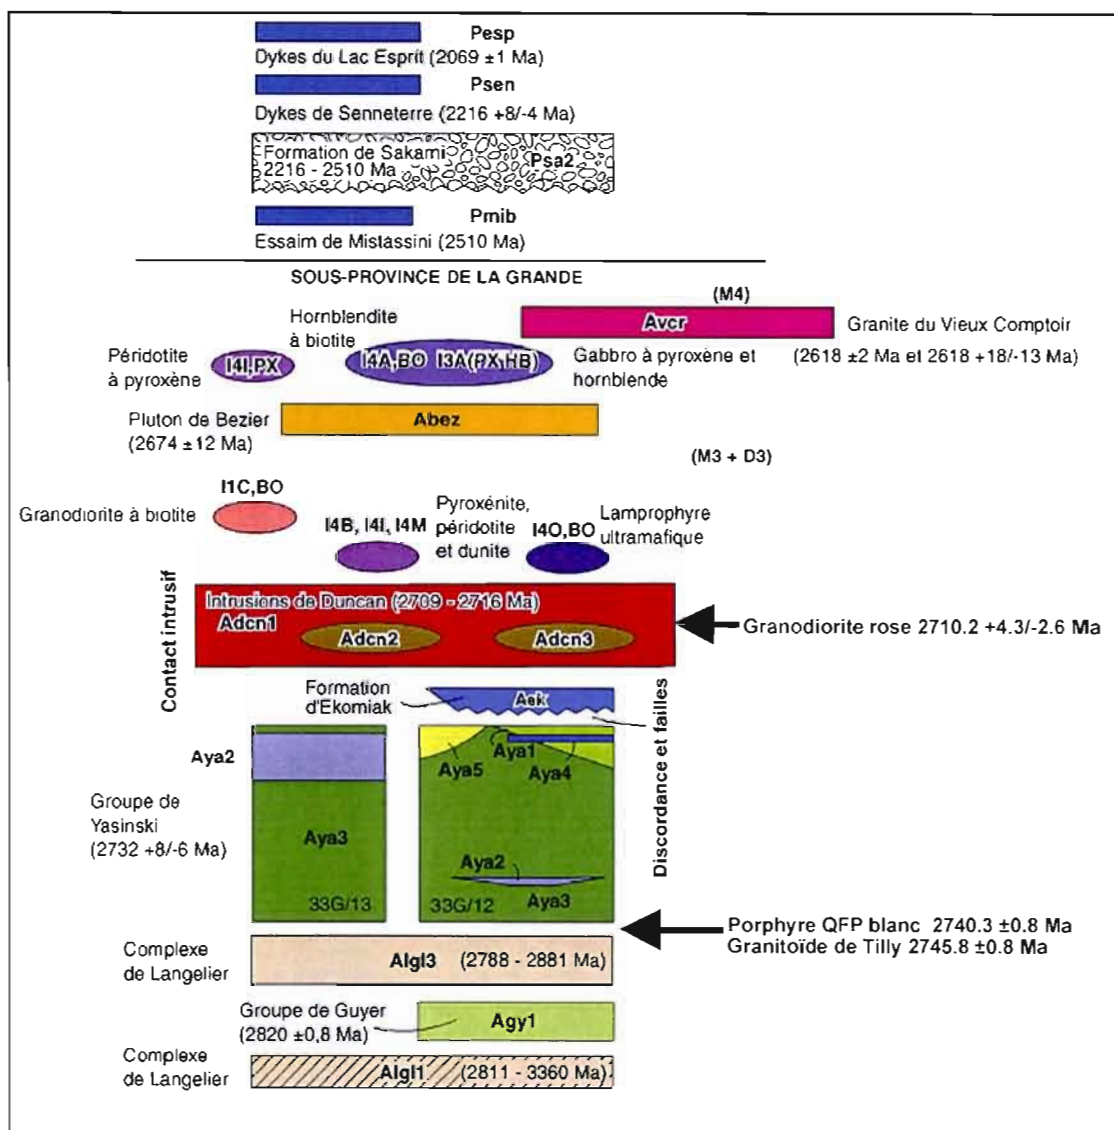 Pesp
Dykes du Lac Esprit (2069 ±1 Ma)
Psen
Dykes de Senneterre (2216 +8/-4 Ma)
Formation de Sakami
2216 - 2510 Ma
Psa2
Pmib
Essaim de Mistassini (2510 Ma)
SOUS-PROVINCE DE LA GRANDE
(M4)
Avcr
Granite du Vieux Comptoir
(2618 ±2 Ma et 2618 +18/-13 Ma)
Hornblendite
à biotite
Péridotite
à pyroxène
I4I,PX
I4A,BO I3A(PX,HB)
Gabbro à pyroxène et
hornblende
Pluton de Bezier
(2674 ±12 Ma)
Abez
(M3 + D3)
I1C,BO
Granodiorite à biotite
I4B, I4I, I4M
Pyroxénite,
péridotite
et dunite
I4O,BO
Lamprophyre
ultramafique
Contact intrusif
Intrusions de Duncan (2709 - 2716 Ma)
Adcn1
Adcn2
Adcn3
Granodiorite rose 2710.2 +4.3/-2.6 Ma
Formation
d'Ekomiak
Aek
Discordance et failles
Aya2
Groupe de
Yasinski
(2732 +8/-6 Ma)
Aya3
33G/13
Aya1
Aya5
Aya4
Aya2
33G/12
Aya3
Porphyre QFP blanc 2740.3 ±0.8 Ma
Granitoïde de Tilly 2745.8 ±0.8 Ma
Complexe
de Langelier
Algl3 (2788 - 2881 Ma)
Groupe de Guyer
(2820 ±0,8 Ma)
Agy1
Complexe
de Langelier
Algl1 (2811 - 3360 Ma)